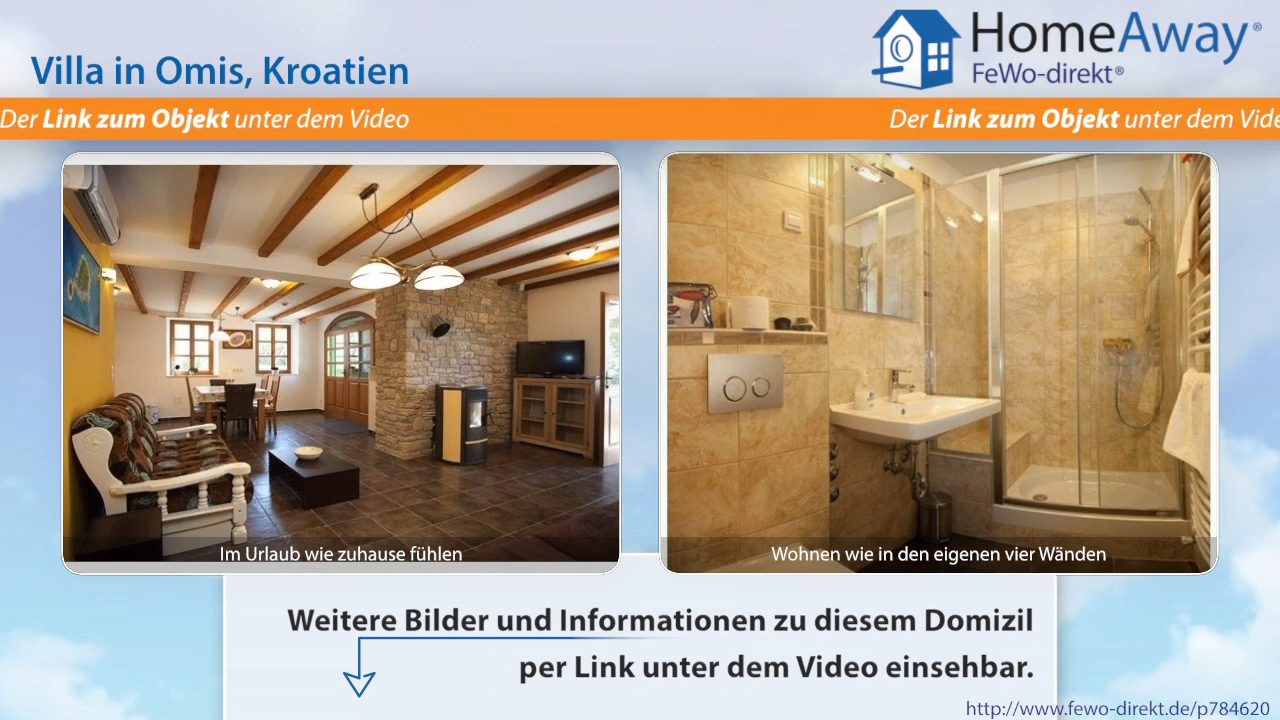 Villa in Omis, Kroatien
HomeAway®
FeWo-direkt®
Der Link zum Objekt unter dem Video
Der Link zum Objekt unter dem Vide
Im Urlaub wie zuhause fühlen
Wohnen wie in den eigenen vier Wänden
Weitere Bilder und Informationen zu diesem Domizil
per Link unter dem Video einsehbar.
http://www.fewo-direkt.de/p784620